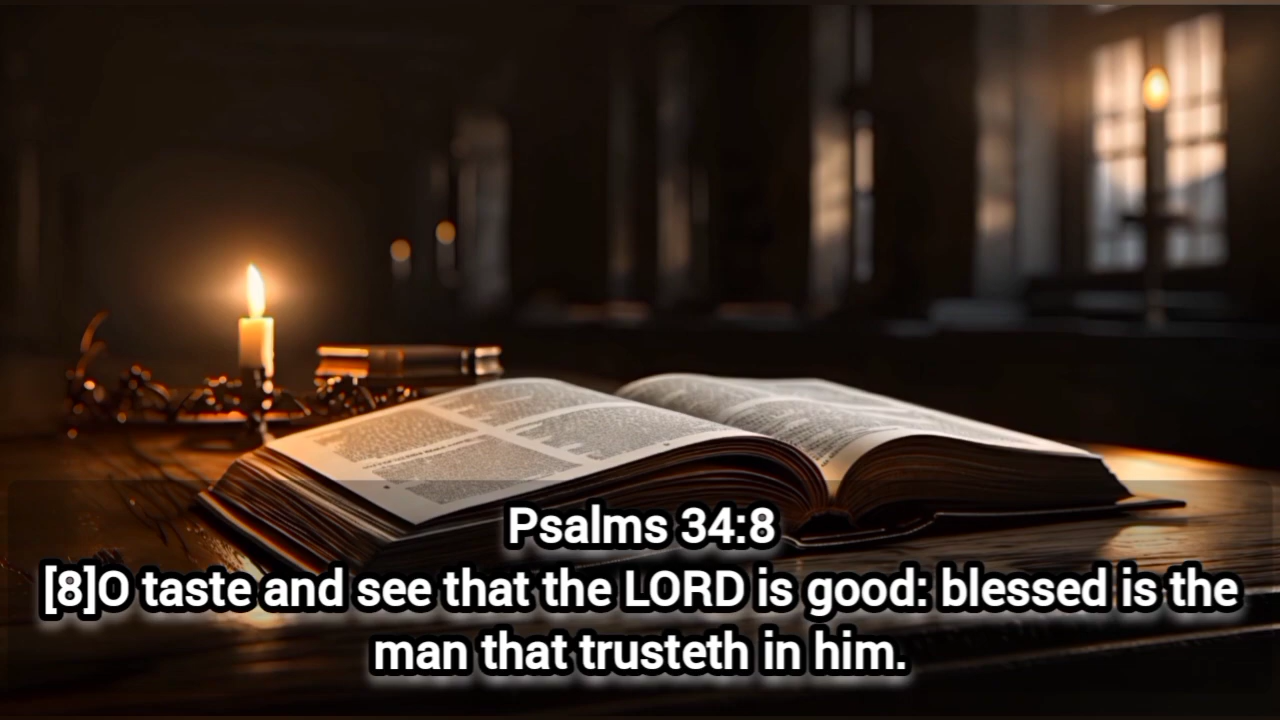 Psalms 34:8
[8]O taste and see that the LORD is good: blessed is the
man that trusteth in him.